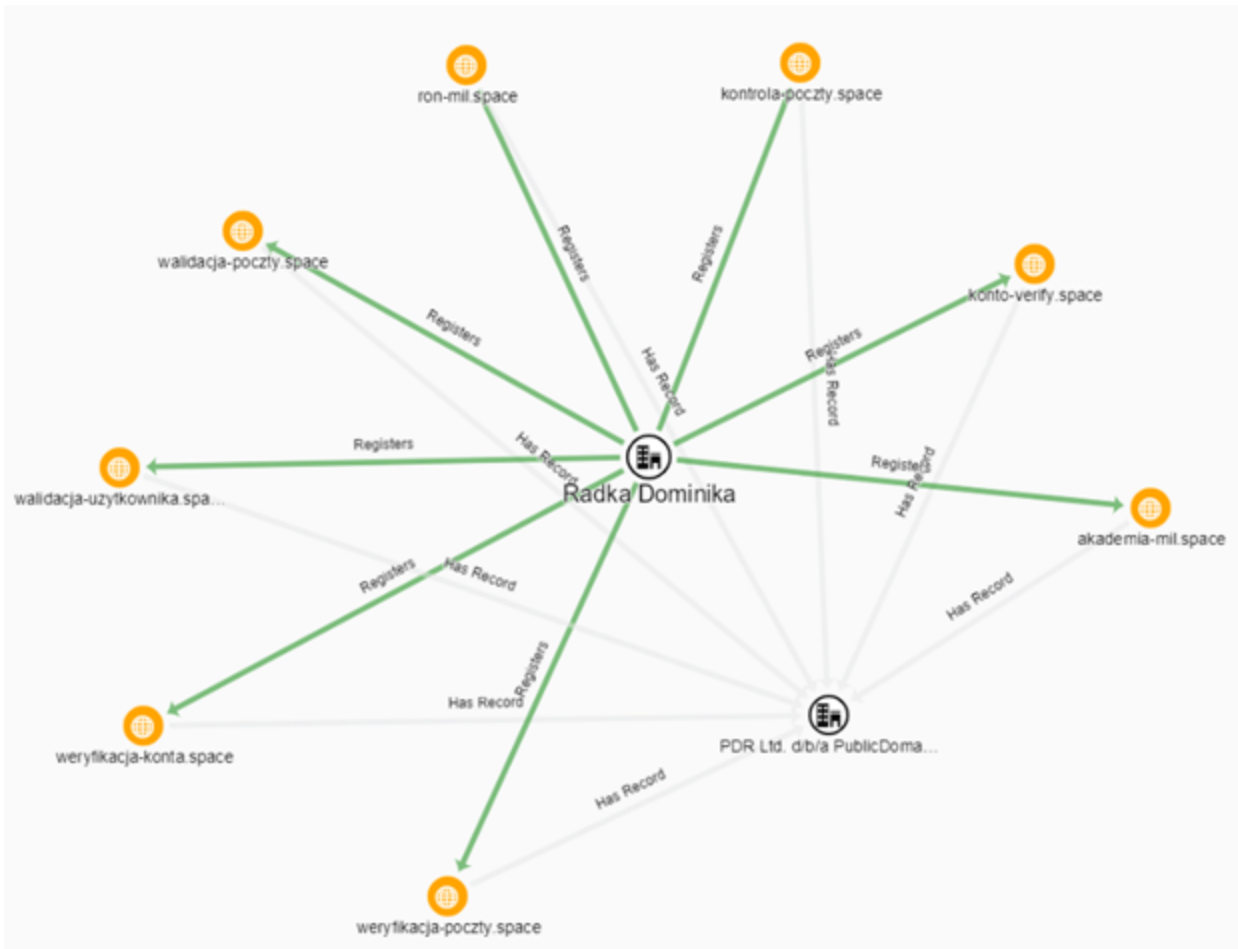 ron-mil.space
kontrola-poczty.space
walidacja-poczty.space
Registers
Registers
konto-verify.space
Registers
Registers
Has Record
Has Record
Registers
Has Record
Registers
Has Record
walidacja-uzytkownika.spa...
Radka Dominika
akademia-mil.space
Registers
Has Record
Has Record
Registers
Has Record
weryfikacja-konta.space
PDR Ltd. d/b/a PublicDoma...
Has Record
weryfikacja-poczty.space